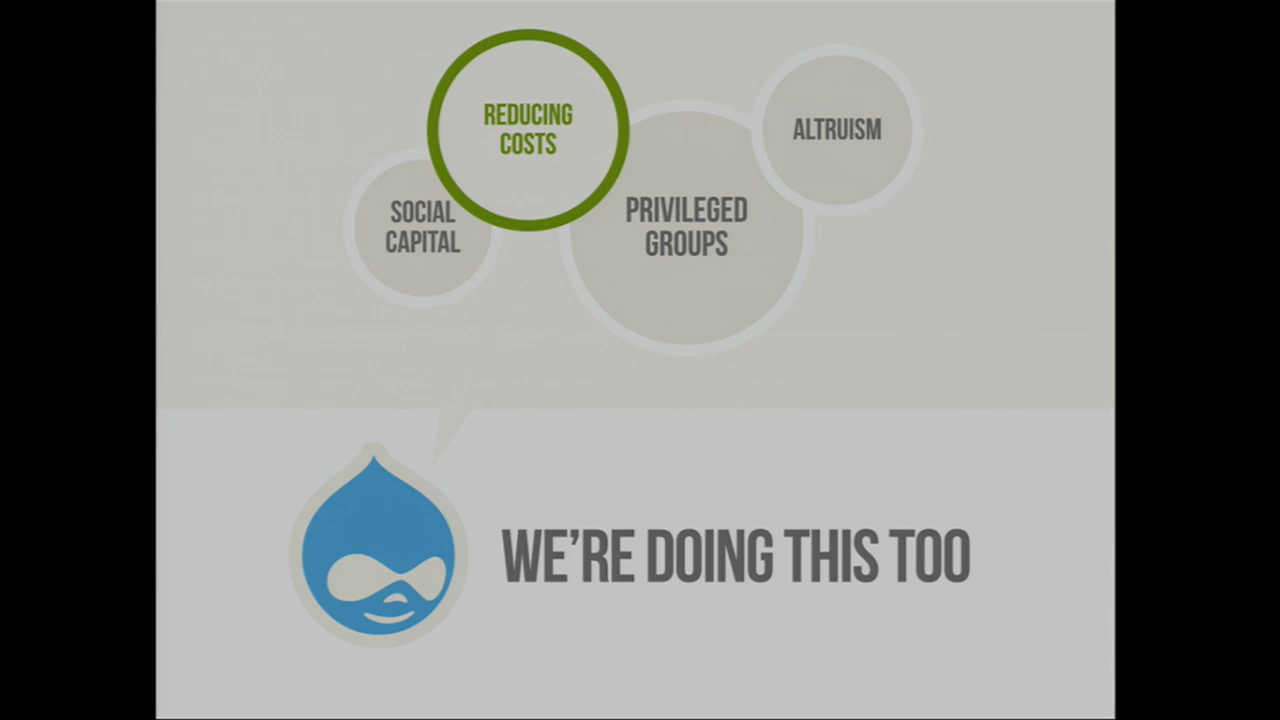 REDUCING
COSTS
ALTRUISM
SOCIAL
CAPITAL
PRIVILEGED
GROUPS
WE'RE DOING THIS TOO